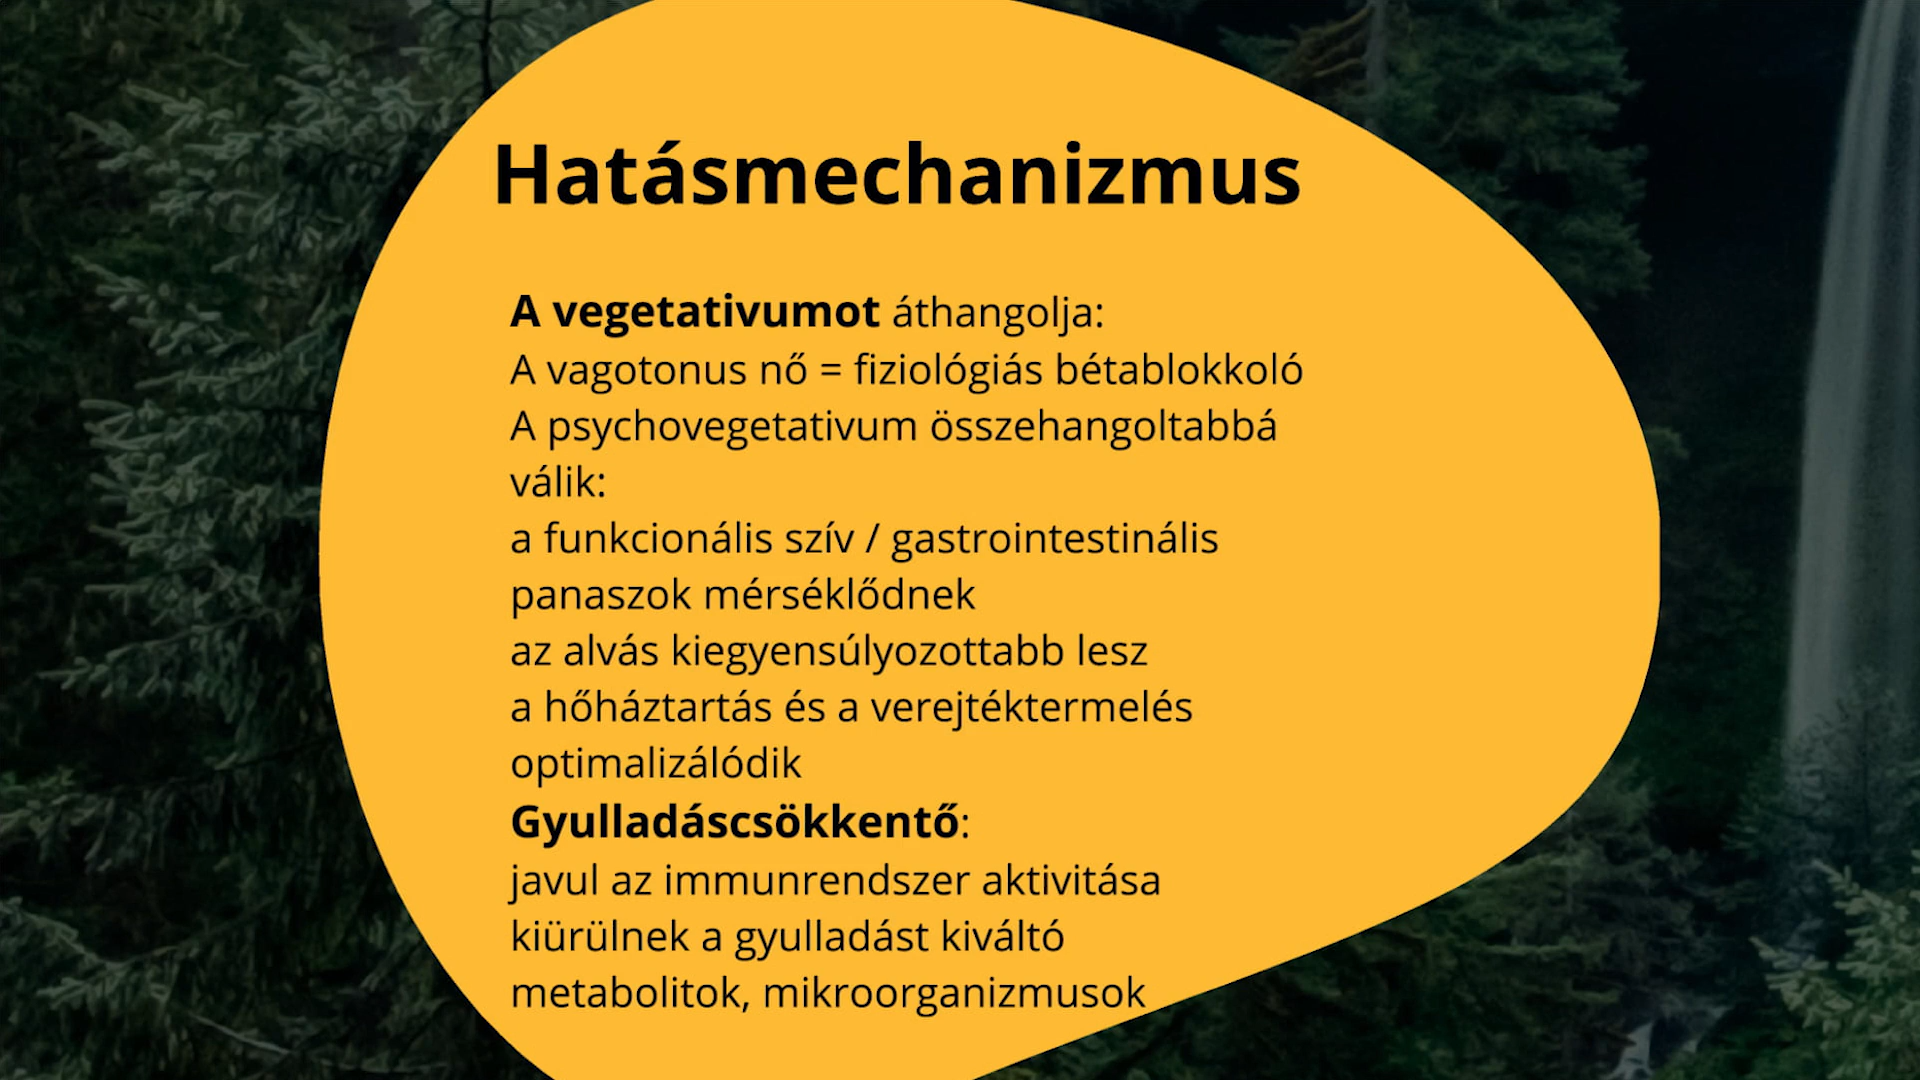 Hatásmechanizmus
A vegetativumot áthangolja:
A vagotonus nő = fiziológiás bétablokkoló
A psychovegetativum összehangoltabbá
válik:
a funkcionális szív / gastrointestinális
panaszok mérséklődnek
az alvás kiegyensúlyozottabb lesz
a hőháztartás és a verejtéktermelés
optimalizálódik
Gyulladáscsökkentő:
javul az immunrendszer aktivitása
kiürülnek a gyulladást kiváltó
metabolitok, mikroorganizmusok